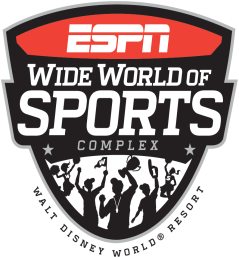 ESPN
WIDE WORLD OF
SPORTS
COMPLEX
WALT DISNEY WORLD® RESORT